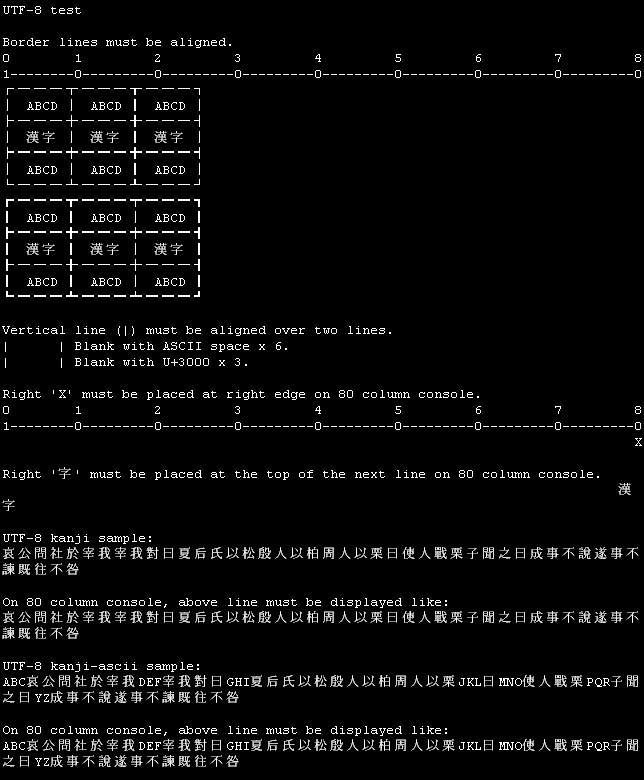 UTF-8 test
Border lines must be aligned.
0        1         2         3         4         5         6         7         8
1--------0---------0---------0---------0---------0---------0---------0---------0
ABCD ABCD ABCD
漢字 漢字 漢字
ABCD ABCD ABCD
ABCD ABCD ABCD
漢字 漢字 漢字
ABCD ABCD ABCD
Vertical line (|) must be aligned over two lines.
|      | Blank with ASCII space x 6.
|      | Blank with U+3000 x 3.
Right 'X' must be placed at right edge on 80 column console.
0        1         2         3         4         5         6         7         8
1--------0---------0---------0---------0---------0---------0---------0---------0
X
Right '字' must be placed at the top of the next line on 80 column console.
漢
字
UTF-8 kanji sample:
哀公問社於宰我宰我對曰夏后氏以松殷人以柏周人以栗曰使人戰栗子聞之曰成事不說遂事不
諫既往不咎
On 80 column console, above line must be displayed like:
哀公問社於宰我宰我對曰夏后氏以松殷人以柏周人以栗曰使人戰栗子聞之曰成事不說遂事不
諫既往不咎
UTF-8 kanji-ascii sample:
ABC哀公問社於宰我DEF宰我對曰GHI夏后氏以松殷人以柏周人以栗JKL曰MNO使人戰栗PQR子聞
之曰YZ成事不說遂事不諫既往不咎
On 80 column console, above line must be displayed like:
ABC哀公問社於宰我DEF宰我對曰GHI夏后氏以松殷人以柏周人以栗JKL曰MNO使人戰栗PQR子聞
之曰YZ成事不說遂事不諫既往不咎